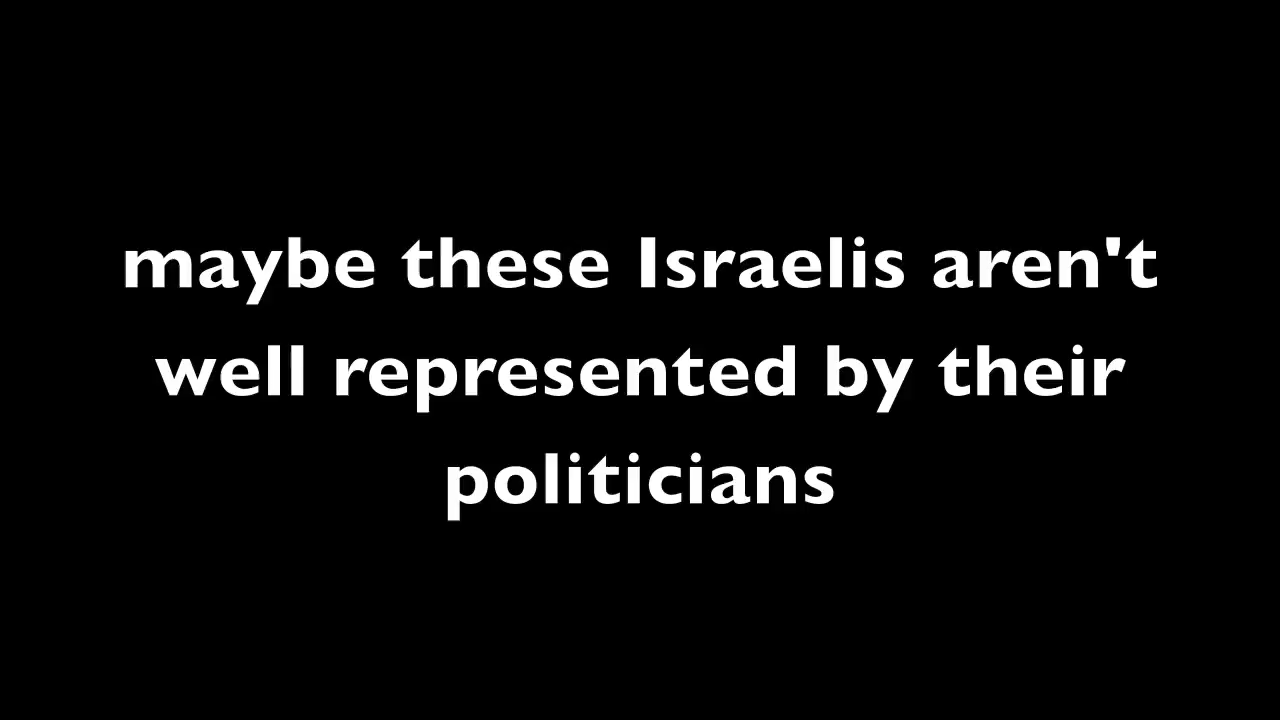 maybe these Israelis aren't
well represented by their
politicians